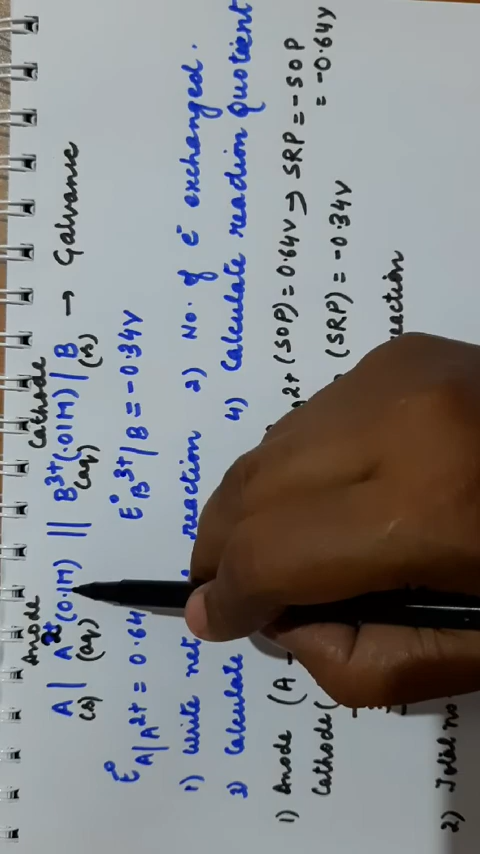 Anode Cathode
A | A2+ (0.1M) || B3+ (.01M) | B → Galvanic
(s) (aq) (aq) (s)
E°A|A2+ = 0.64 E°B3+|B = -0.34V
1) Write net reaction 2) No. of e⁻ exchanged.
3) Calculate 4) Calculate reaction quotient
1) Anode (A - 2+ (SOP) = 0.64V ⇒ SRP = -SOP
= -0.64V
Cathode ( (SRP) = -0.34V
eaction
2) Total no